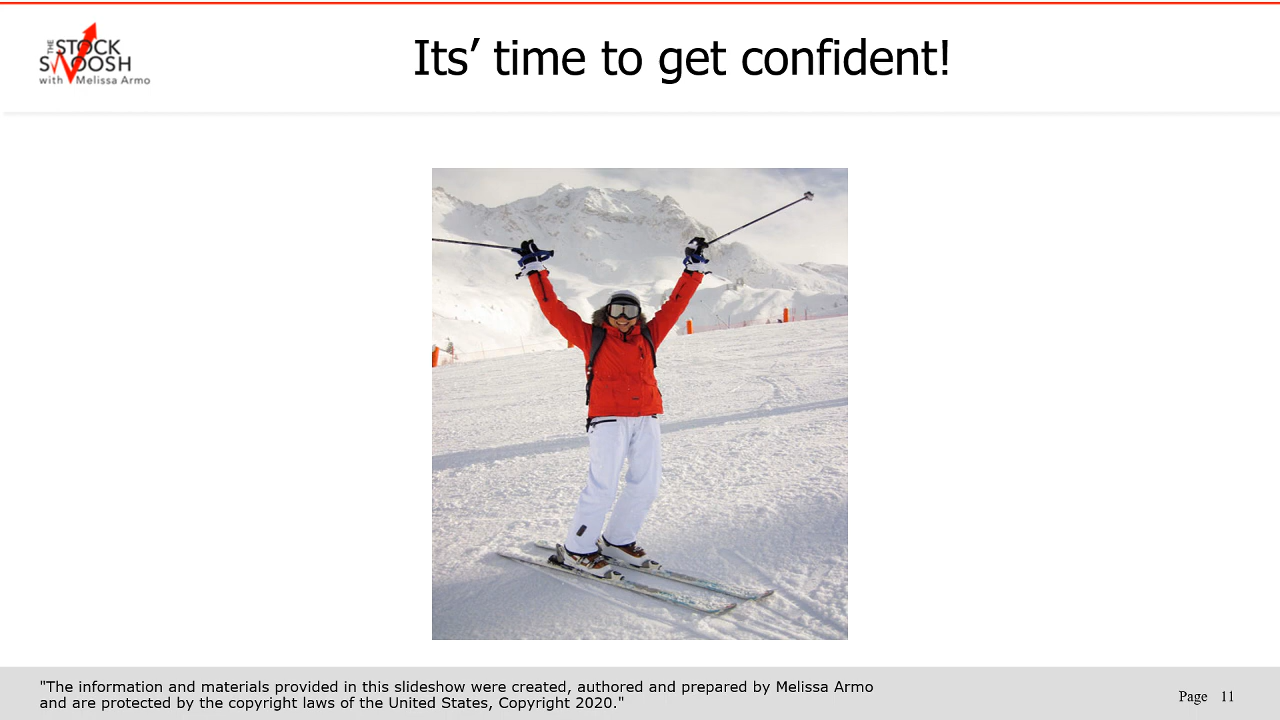 THE
STOCK
SWOOSH
with Melissa Armo
Its’ time to get confident!
"The information and materials provided in this slideshow were created, authored and prepared by Melissa Armo
and are protected by the copyright laws of the United States, Copyright 2020."
Page 11